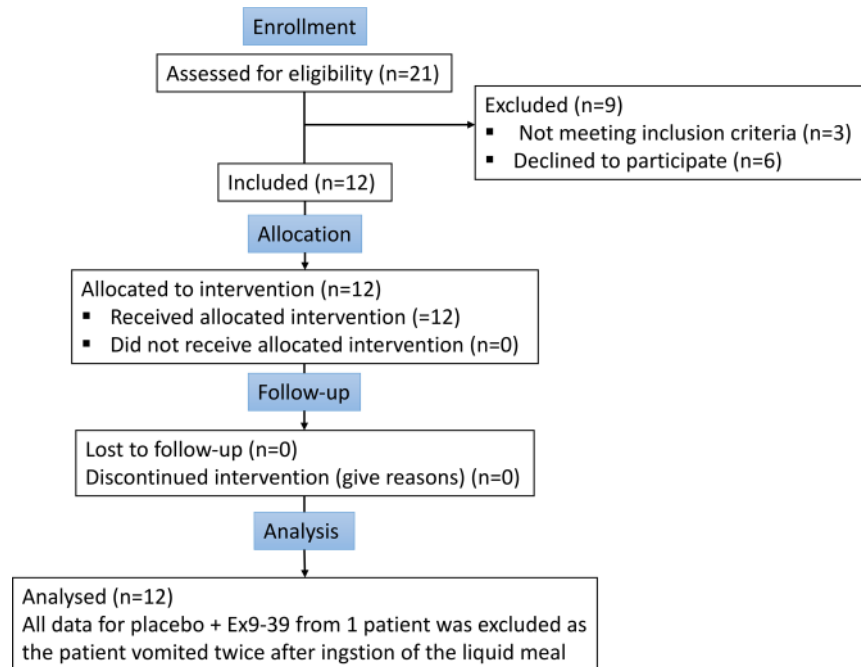 Enrollment
Assessed for eligibility (n=21)
Excluded (n=9)
▪ Not meeting inclusion criteria (n=3)
▪ Declined to participate (n=6)
Included (n=12)
Allocation
Allocated to intervention (n=12)
▪ Received allocated intervention (=12)
▪ Did not receive allocated intervention (n=0)
Follow-up
Lost to follow-up (n=0)
Discontinued intervention (give reasons) (n=0)
Analysis
Analysed (n=12)
All data for placebo + Ex9-39 from 1 patient was excluded as
the patient vomited twice after ingstion of the liquid meal